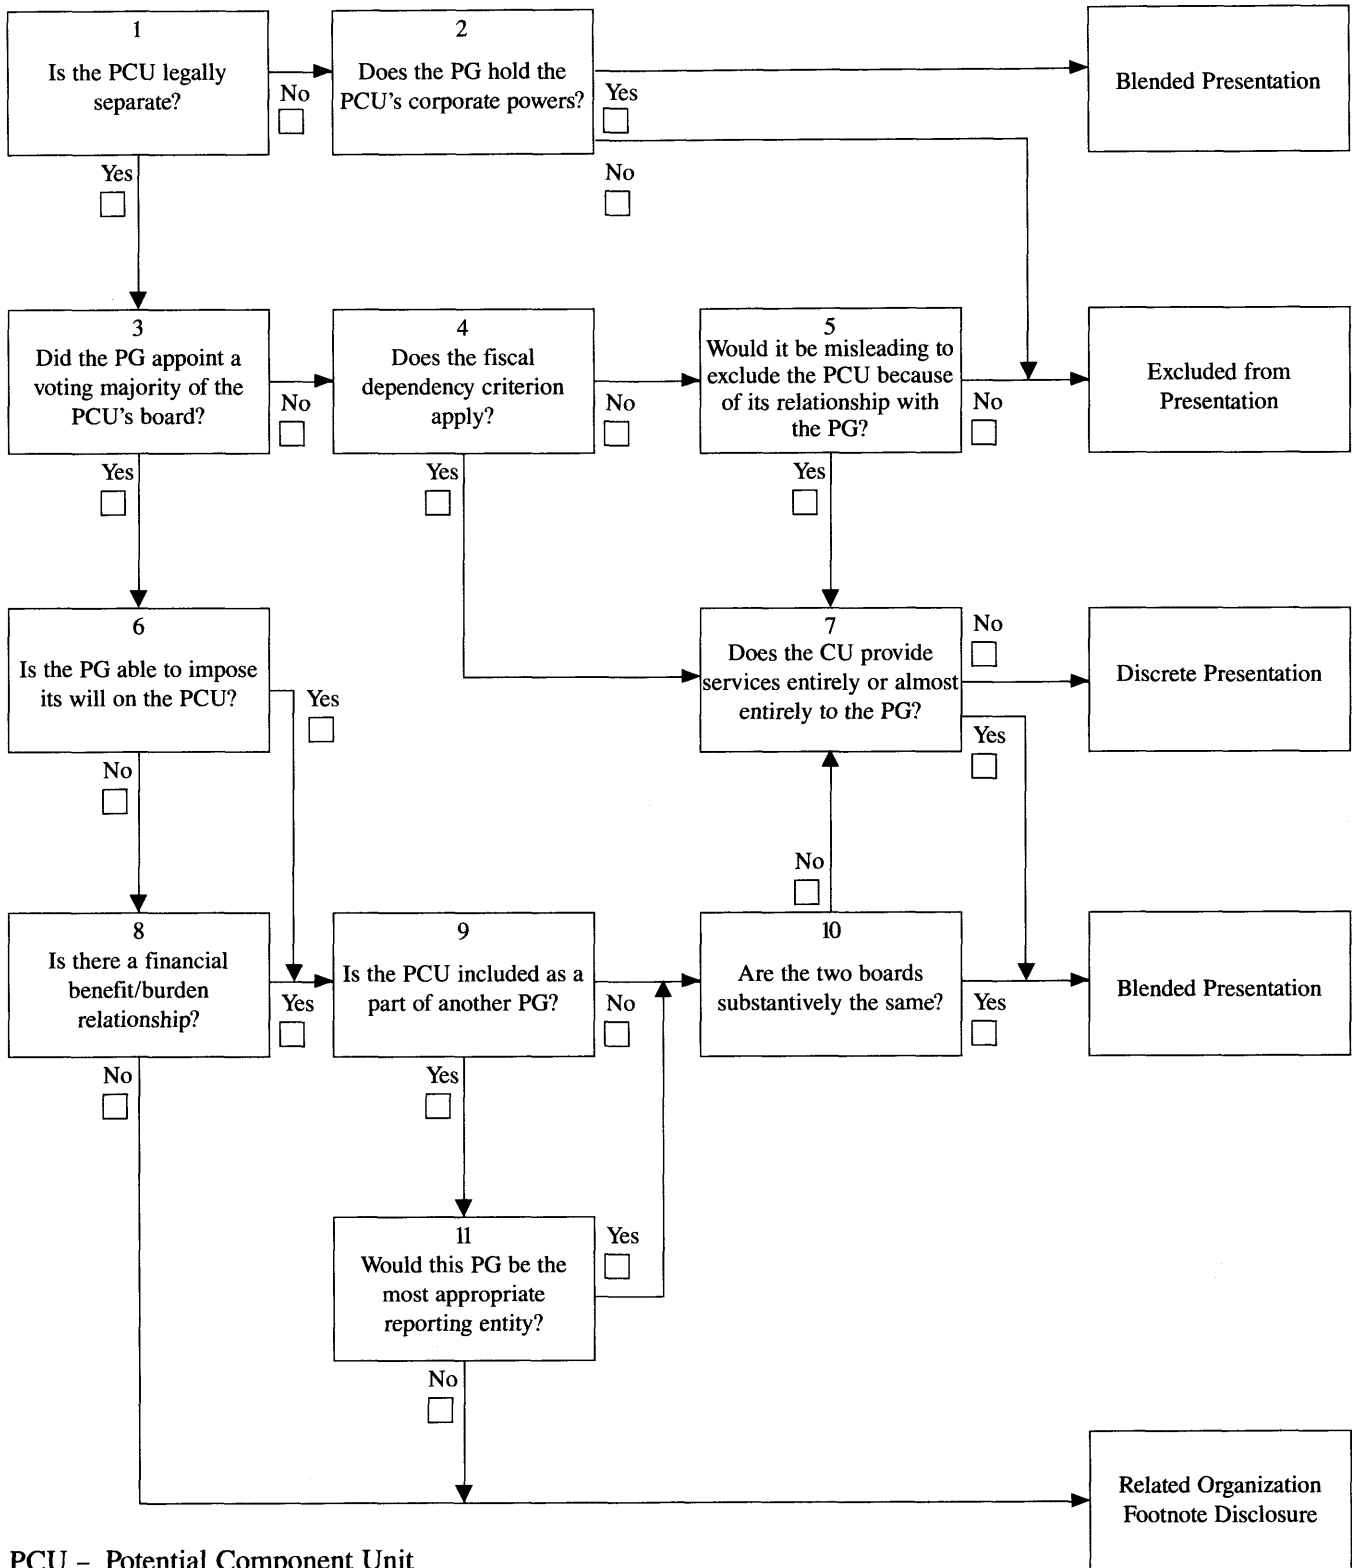 1
Is the PCU legally
separate?
No
2
Does the PG hold the
PCU's corporate powers?
Yes
No
Blended Presentation
Yes
3
Did the PG appoint a
voting majority of the
PCU's board?
No
4
Does the fiscal
dependency criterion
apply?
No
5
Would it be misleading to
exclude the PCU because
of its relationship with
the PG?
No
Excluded from
Presentation
Yes
Yes
Yes
6
Is the PG able to impose
its will on the PCU?
Yes
7
Does the CU provide
services entirely or almost
entirely to the PG?
No
Yes
Discrete Presentation
No
No
8
Is there a financial
benefit/burden
relationship?
Yes
9
Is the PCU included as a
part of another PG?
No
10
Are the two boards
substantively the same?
Yes
Blended Presentation
No
Yes
11
Would this PG be the
most appropriate
reporting entity?
Yes
No
Related Organization
Footnote Disclosure
PCU – Potential Component Unit